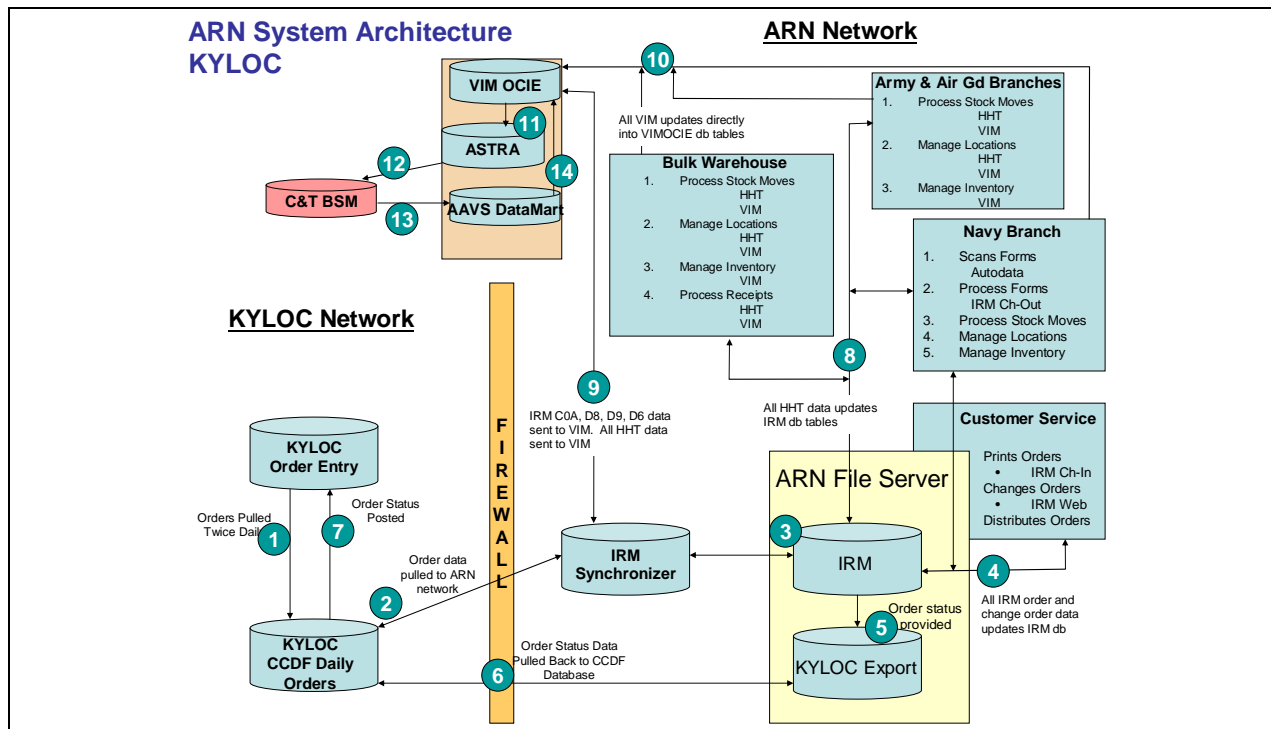 ARN System Architecture
KYLOC
ARN Network
10
VIM OCIE
All VIM updates directly
into VIMOCIE db tables
Army & Air Gd Branches
1. Process Stock Moves
HHT
VIM
2. Manage Locations
HHT
VIM
3. Manage Inventory
VIM
11
ASTRA
12
14
C&T BSM
13
AAVS DataMart
Bulk Warehouse
1. Process Stock Moves
HHT
VIM
2. Manage Locations
HHT
VIM
3. Manage Inventory
VIM
4. Process Receipts
HHT
VIM
Navy Branch
1. Scans Forms
Autodata
2. Process Forms
IRM Ch-Out
3. Process Stock Moves
4. Manage Locations
5. Manage Inventory
KYLOC Network
8
9
IRM C0A, D8, D9, D6 data
sent to VIM. All HHT data
sent to VIM
All HHT data updates
IRM db tables
FIREWALL
Customer Service
Prints Orders
• IRM Ch-In
Changes Orders
• IRM Web
Distributes Orders
KYLOC
Order Entry
ARN File Server
Orders Pulled
Twice Daily
1
7
Order Status
Posted
3
IRM
Synchronizer
IRM
4
All IRM order and
change order data
updates IRM db
Order data
pulled to ARN
network
2
Order status
provided
5
KYLOC
CCDF Daily
Orders
6
Order Status Data
Pulled Back to CCDF
Database
KYLOC Export